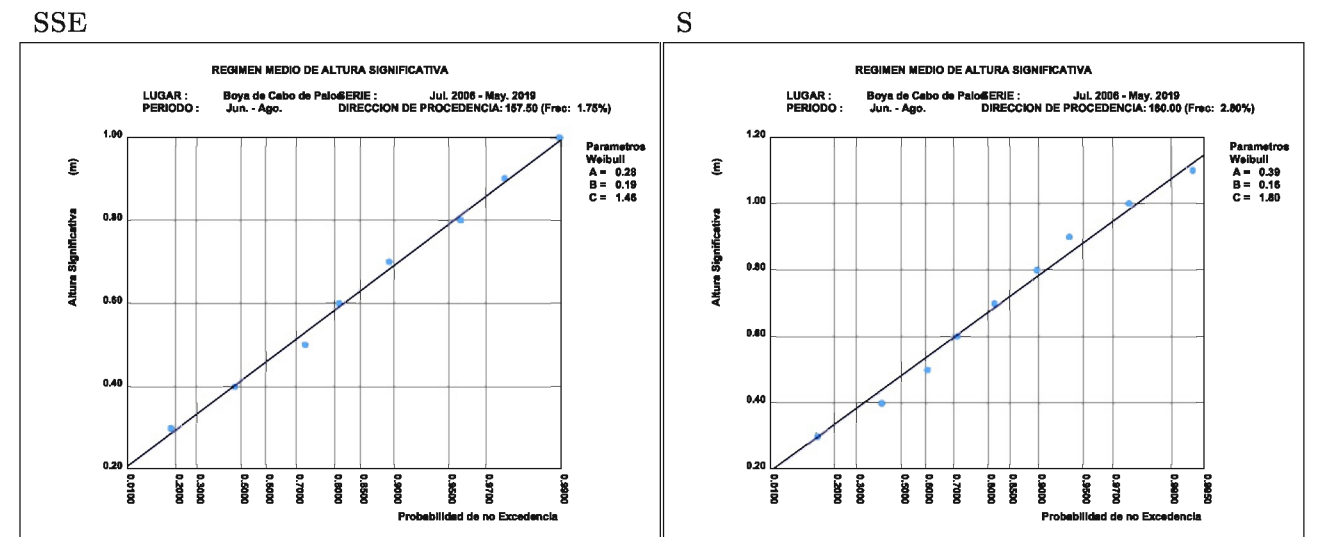 SSE
REGIMEN MEDIO DE ALTURA SIGNIFICATIVA
LUGAR : Boya de Cabo de Palos SERIE : Jul. 2006 - May. 2019
PERIODO : Jun. - Ago. DIRECCION DE PROCEDENCIA: 157.50 (Frec: 1.75%)
Parametros
Weibull
A = 0.28
B = 0.19
C = 1.46
Altura Significativa (m)
1.00
0.80
0.60
0.40
0.20
0.0100 0.2000 0.3000 0.5000 0.6000 0.7000 0.8000 0.8500 0.9000 0.9500 0.9700 0.9900
Probabilidad de no Excedencia
S
REGIMEN MEDIO DE ALTURA SIGNIFICATIVA
LUGAR : Boya de Cabo de Palos SERIE : Jul. 2006 - May. 2019
PERIODO : Jun. - Ago. DIRECCION DE PROCEDENCIA: 180.00 (Frec: 2.80%)
Parametros
Weibull
A = 0.39
B = 0.16
C = 1.80
Altura Significativa (m)
1.20
1.00
0.80
0.60
0.40
0.20
0.0100 0.2000 0.3000 0.5000 0.6000 0.7000 0.8000 0.8500 0.9000 0.9500 0.9700 0.9900 0.9950
Probabilidad de no Excedencia